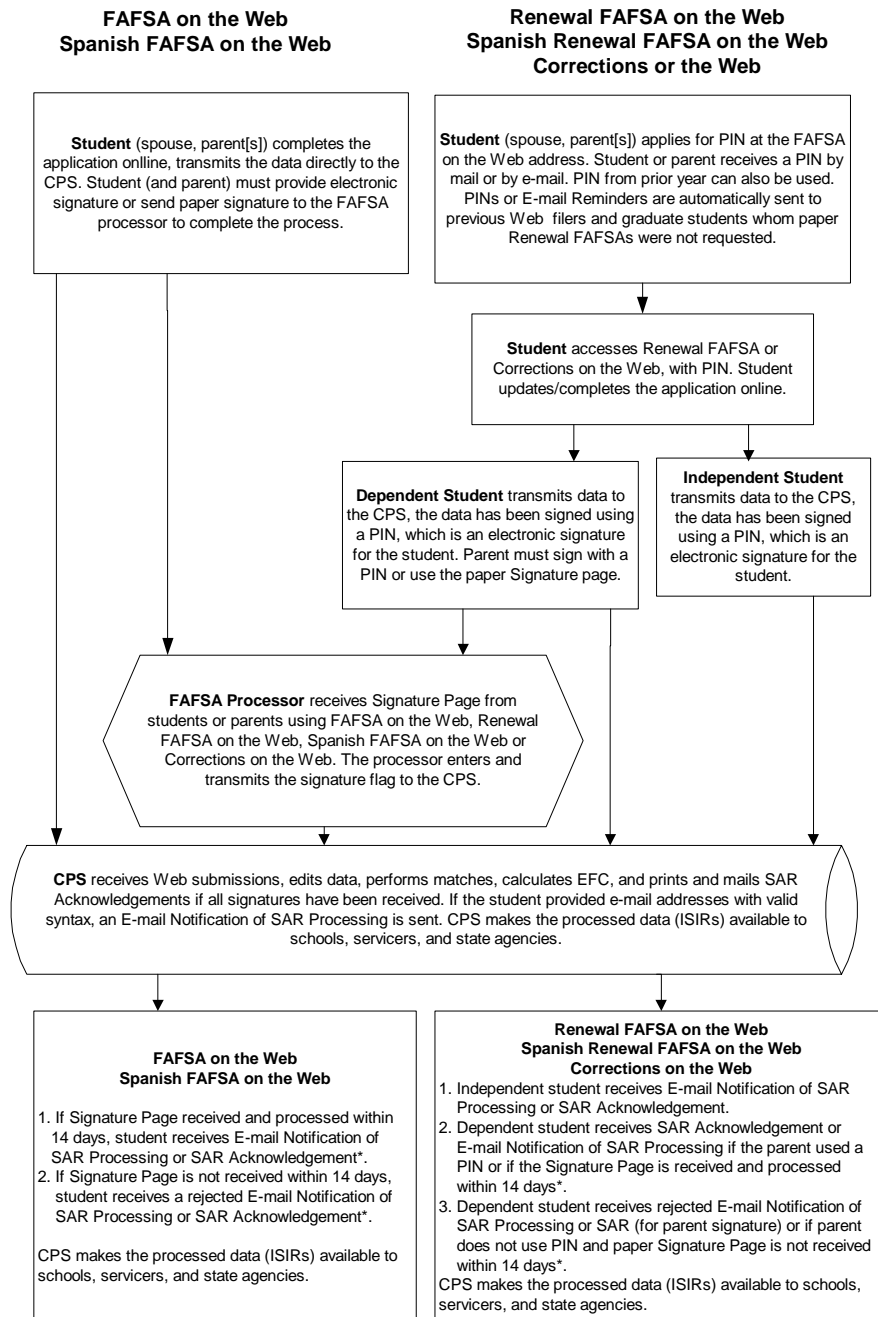 FAFSA on the Web
Spanish FAFSA on the Web
Renewal FAFSA on the Web
Spanish Renewal FAFSA on the Web
Corrections or the Web
Student (spouse, parent[s]) completes the
application onlline, transmits the data directly to the
CPS. Student (and parent) must provide electronic
signature or send paper signature to the FAFSA
processor to complete the process.
Student (spouse, parent[s]) applies for PIN at the FAFSA
on the Web address. Student or parent receives a PIN by
mail or by e-mail. PIN from prior year can also be used.
PINs or E-mail Reminders are automatically sent to
previous Web filers and graduate students whom paper
Renewal FAFSAs were not requested.
Student accesses Renewal FAFSA or
Corrections on the Web, with PIN. Student
updates/completes the application online.
Dependent Student transmits data to
the CPS, the data has been signed using
a PIN, which is an electronic signature
for the student. Parent must sign with a
PIN or use the paper Signature page.
Independent Student
transmits data to the CPS,
the data has been signed
using a PIN, which is an
electronic signature for the
student.
FAFSA Processor receives Signature Page from
students or parents using FAFSA on the Web, Renewal
FAFSA on the Web, Spanish FAFSA on the Web or
Corrections on the Web. The processor enters and
transmits the signature flag to the CPS.
CPS receives Web submissions, edits data, performs matches, calculates EFC, and prints and mails SAR
Acknowledgements if all signatures have been received. If the student provided e-mail addresses with valid
syntax, an E-mail Notification of SAR Processing is sent. CPS makes the processed data (ISIRs) available to
schools, servicers, and state agencies.
FAFSA on the Web
Spanish FAFSA on the Web
1. If Signature Page received and processed within
14 days, student receives E-mail Notification of
SAR Processing or SAR Acknowledgement*.
2. If Signature Page is not received within 14 days,
student receives a rejected E-mail Notification of
SAR Processing or SAR Acknowledgement*.
CPS makes the processed data (ISIRs) available to
schools, servicers, and state agencies.
Renewal FAFSA on the Web
Spanish Renewal FAFSA on the Web
Corrections on the Web
1. Independent student receives E-mail Notification of SAR
Processing or SAR Acknowledgement.
2. Dependent student receives SAR Acknowledgement or
E-mail Notification of SAR Processing if the parent used a
PIN or if the Signature Page is received and processed
within 14 days*.
3. Dependent student receives rejected E-mail Notification of
SAR Processing or SAR (for parent signature) or if parent
does not use PIN and paper Signature Page is not received
within 14 days*.
CPS makes the processed data (ISIRs) available to schools,
servicers, and state agencies.